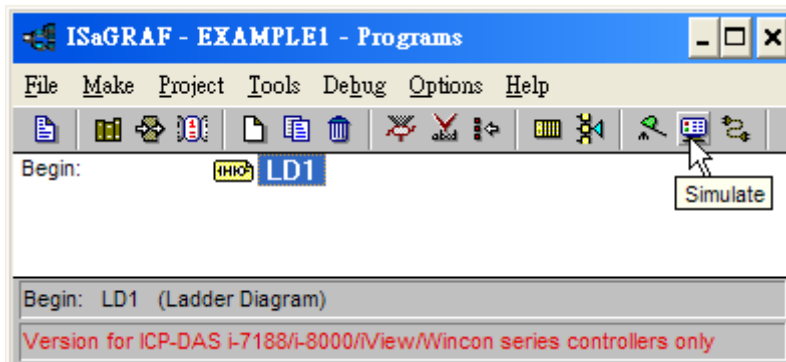 ISaGRAF - EXAMPLE1 - Programs
File Make Project Tools Debug Options Help
Begin: LD1
Simulate
Begin: LD1 (Ladder Diagram)
Version for ICP-DAS i-7188/i-8000/iView/Wincon series controllers only